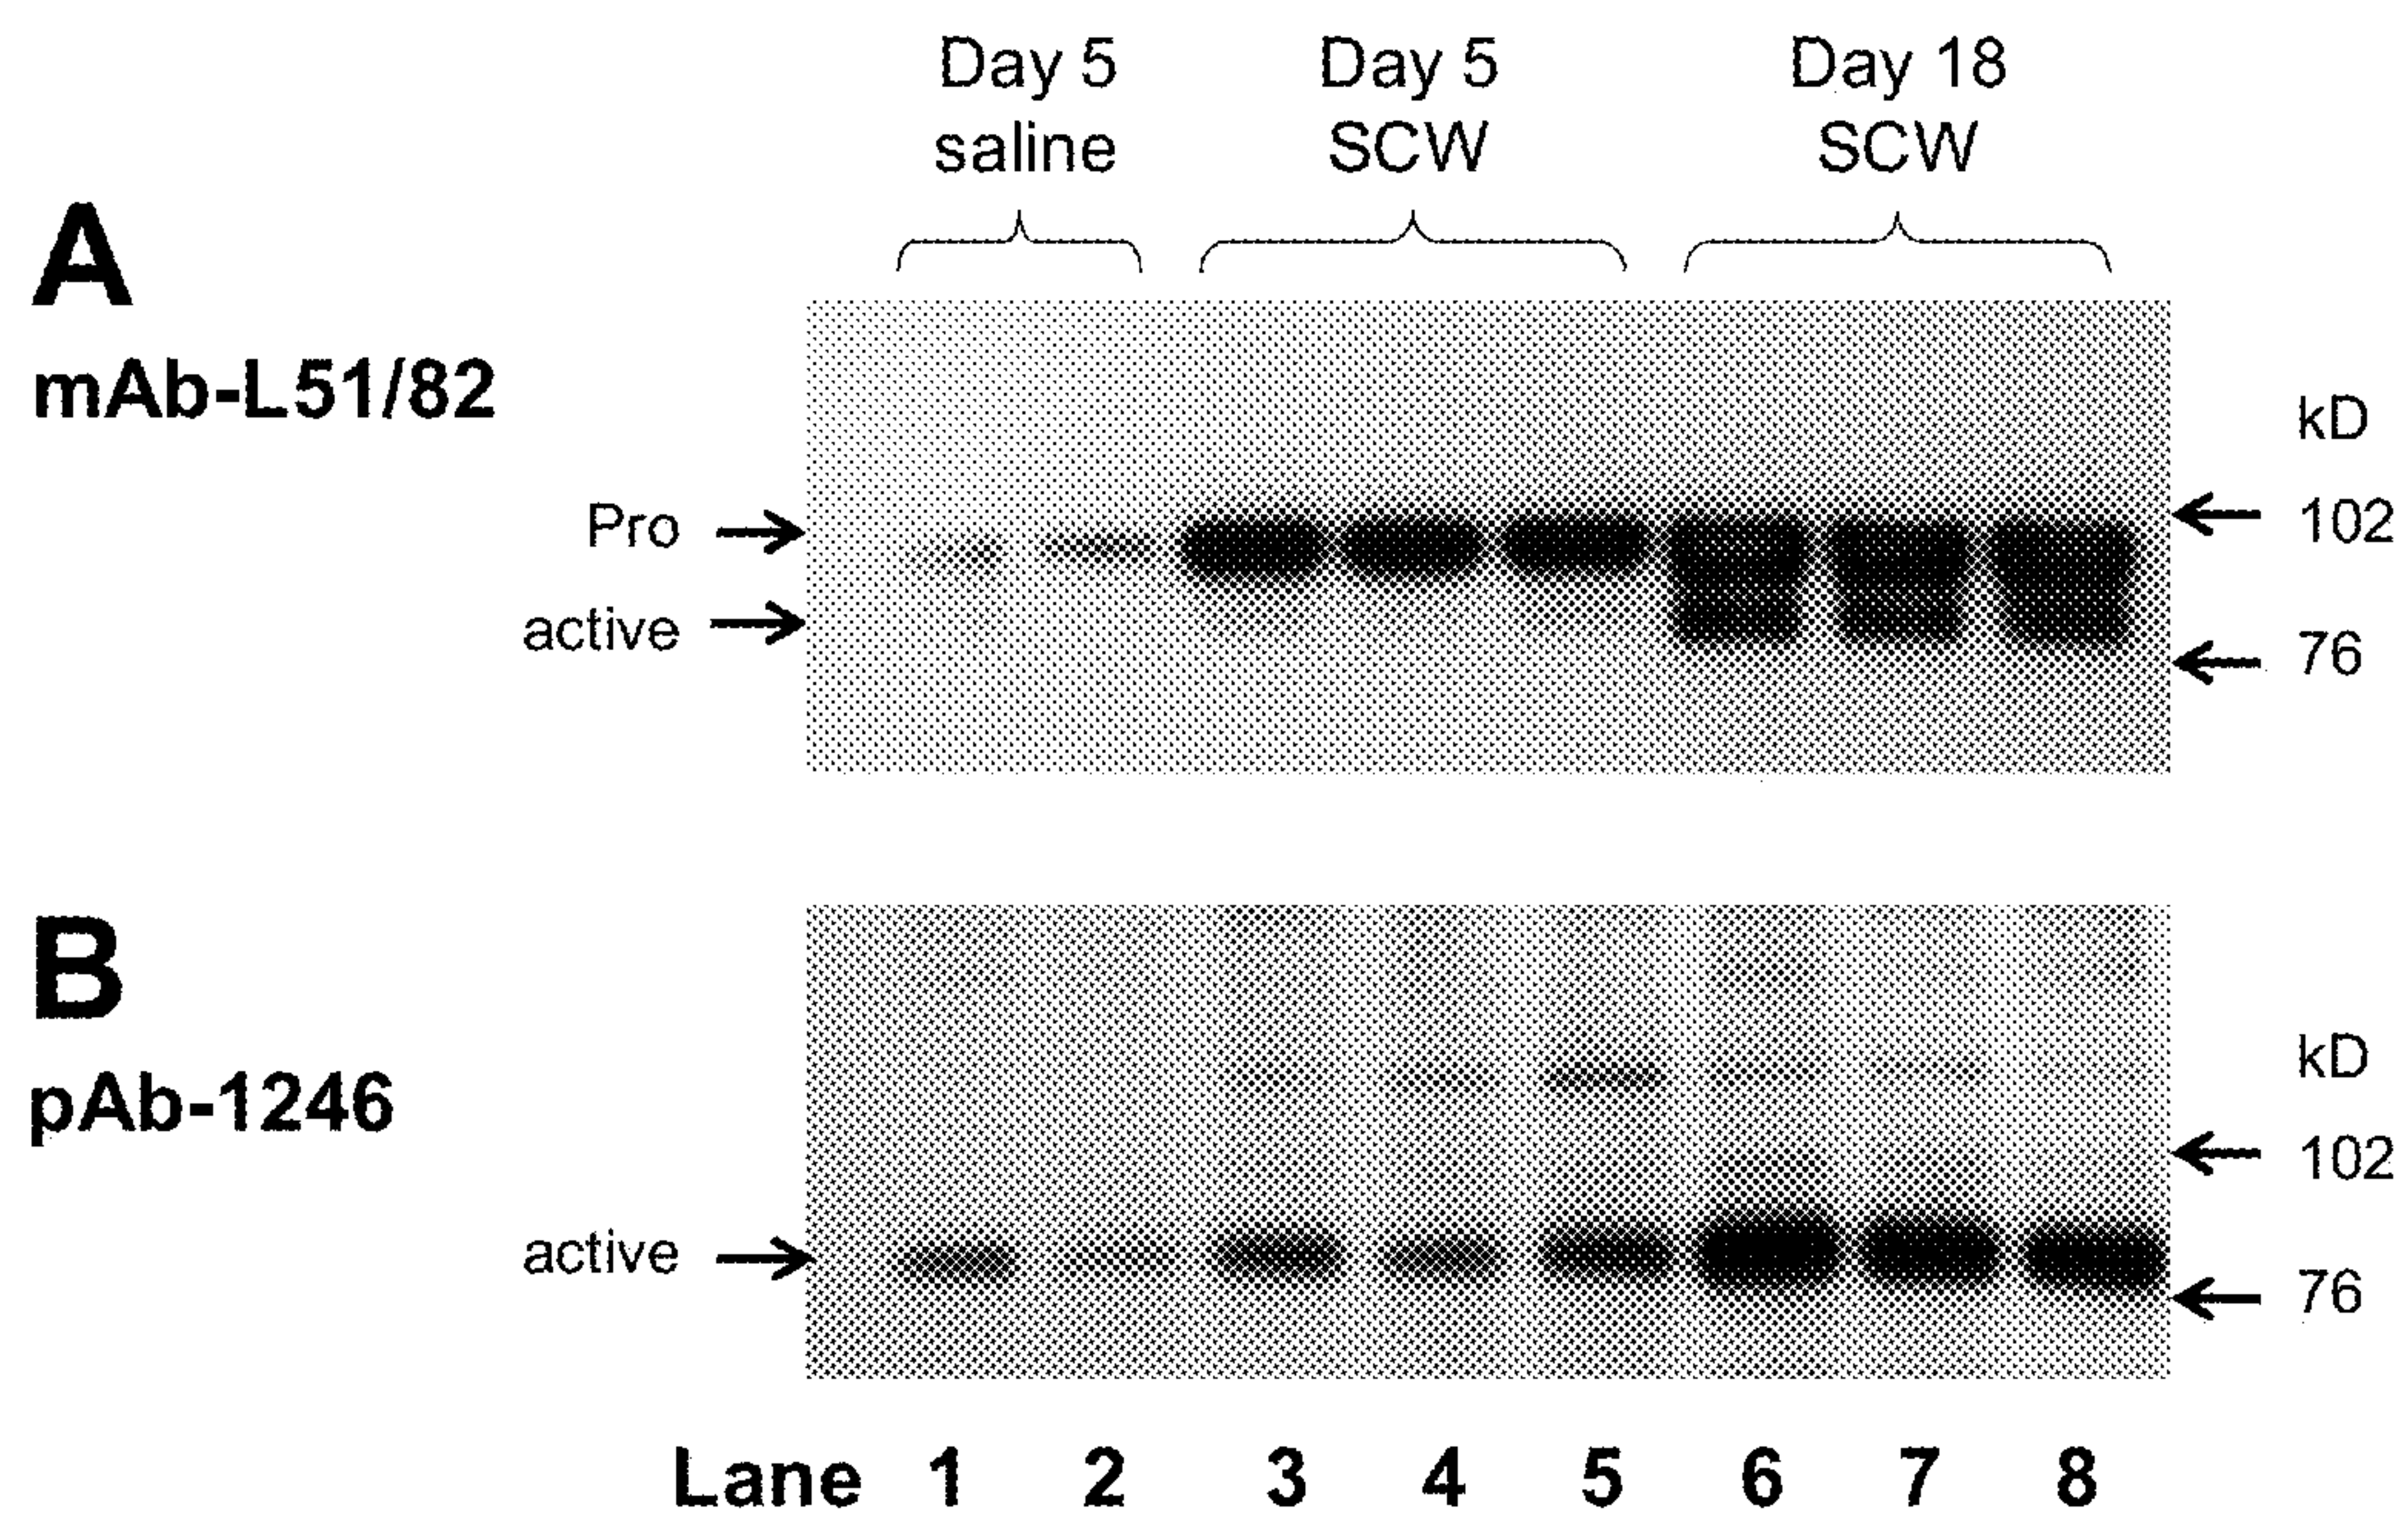 Day 5 Day 5 Day 18
saline SCW SCW
A
mAb-L51/82
kD
Pro 102
active 76
B
pAb-1246
kD
102
active 76
Lane 1 2 3 4 5 6 7 8